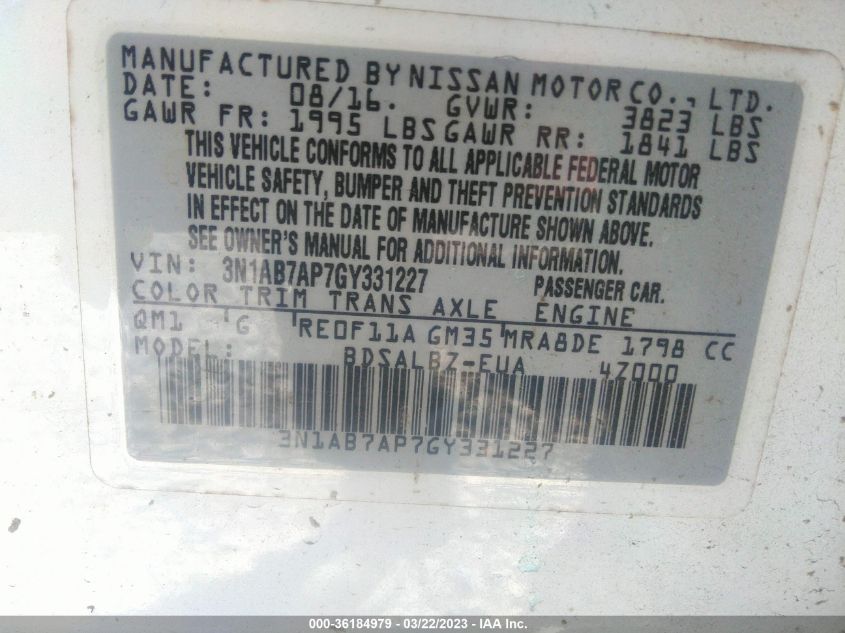 MANUFACTURED BY NISSAN MOTOR CO., LTD.
DATE: 08/16. GVWR: 3823 LBS
GAWR FR: 1995 LBS GAWR RR: 1841 LBS
THIS VEHICLE CONFORMS TO ALL APPLICABLE FEDERAL MOTOR
VEHICLE SAFETY, BUMPER AND THEFT PREVENTION STANDARDS
IN EFFECT ON THE DATE OF MANUFACTURE SHOWN ABOVE.
SEE OWNER'S MANUAL FOR ADDITIONAL INFORMATION.
VIN: 3N1AB7AP7GY331227 PASSENGER CAR.
COLOR TRIM TRANS AXLE ENGINE
QM1 G RE0F11A GM35 MRA8DE 1798 CC
MODEL: BDSALBZ-EUA 4Z000
3N1AB7AP7GY331227
000-36184979 - 03/22/2023 - IAA Inc.